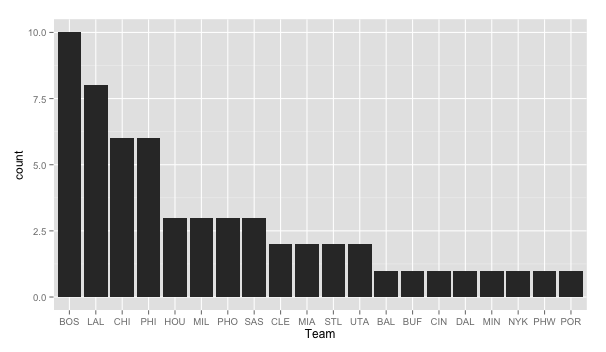 10.0
7.5
count
5.0
2.5
0.0
BOS LAL CHI PHI HOU MIL PHO SAS CLE MIA STL UTA BAL BUF CIN DAL MIN NYK PHW POR
Team